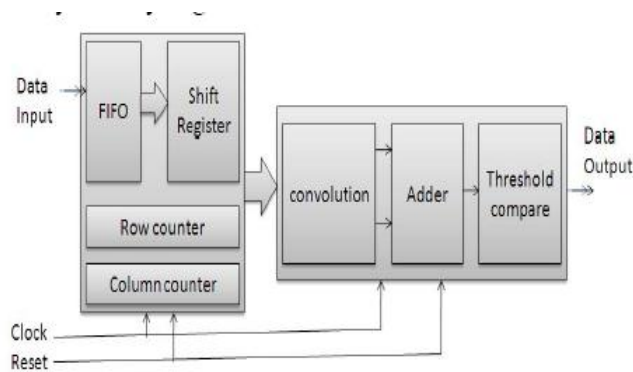 Data
Input
FIFO
Shift
Register
Row counter
Column counter
convolution
Adder
Threshold
compare
Data
Output
Clock
Reset